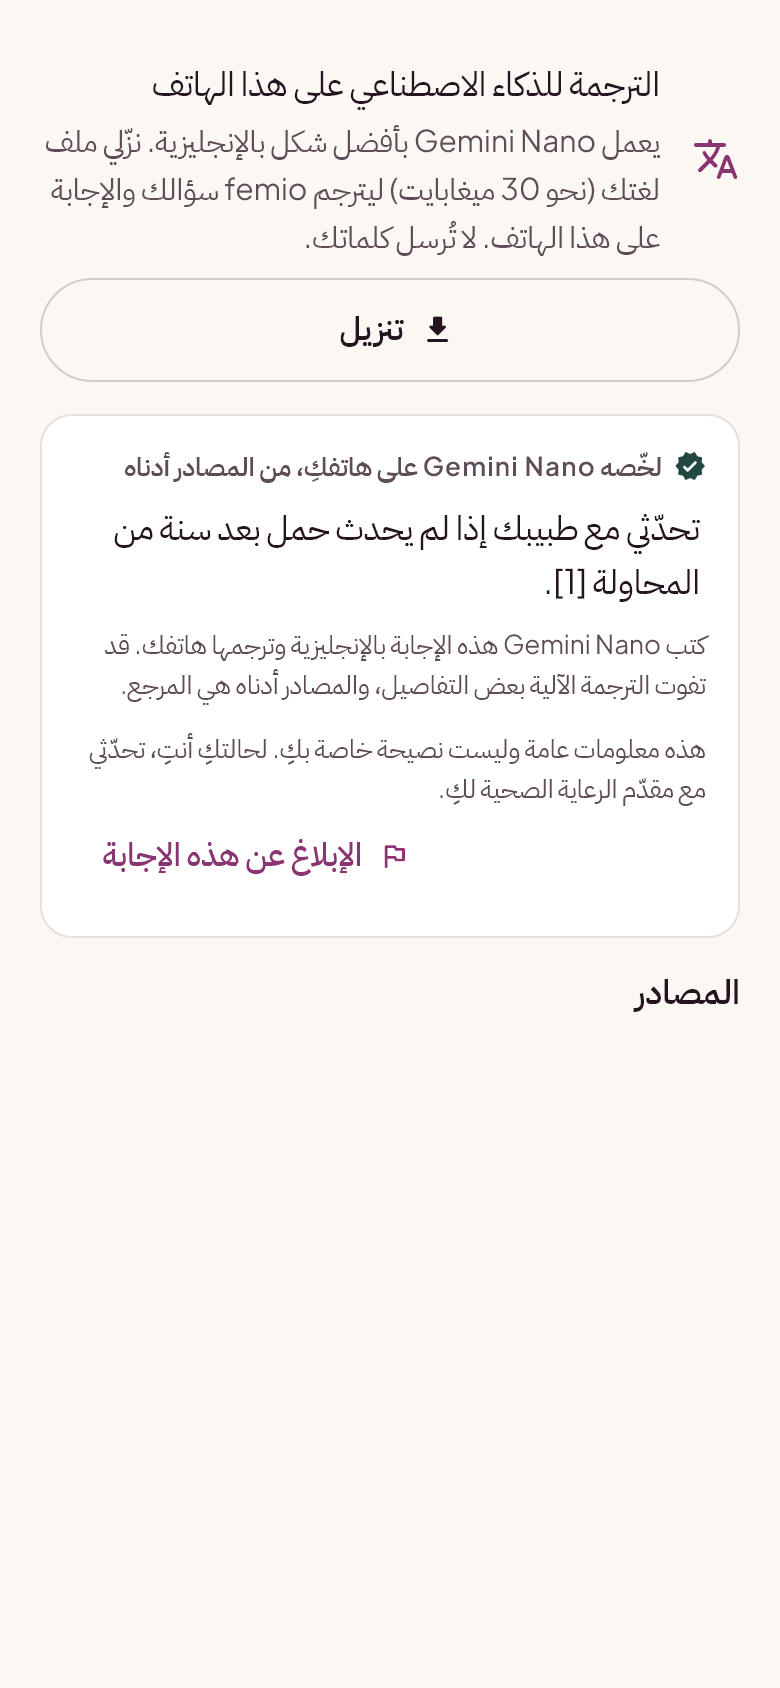 الترجمة للذكاء الاصطناعي على هذا الهاتف
يعمل Gemini Nano بأفضل شكل بالإنجليزية. نزّلي ملف
لغتك (نحو 30 ميغابايت) ليترجم femio سؤالك والإجابة
على هذا الهاتف. لا تُرسل كلماتك.
تنزيل
لخّصه Gemini Nano على هاتفكِ، من المصادر أدناه
تحدّثي مع طبيبك إذا لم يحدث حمل بعد سنة من
المحاولة [1].
كتب Gemini Nano هذه الإجابة بالإنجليزية وترجمها هاتفك. قد
تفوت الترجمة الآلية بعض التفاصيل، والمصادر أدناه هي المرجع.
هذه معلومات عامة وليست نصيحة خاصة بكِ. لحالتكِ أنتِ، تحدّثي
مع مقدّم الرعاية الصحية لكِ.
الإبلاغ عن هذه الإجابة
المصادر